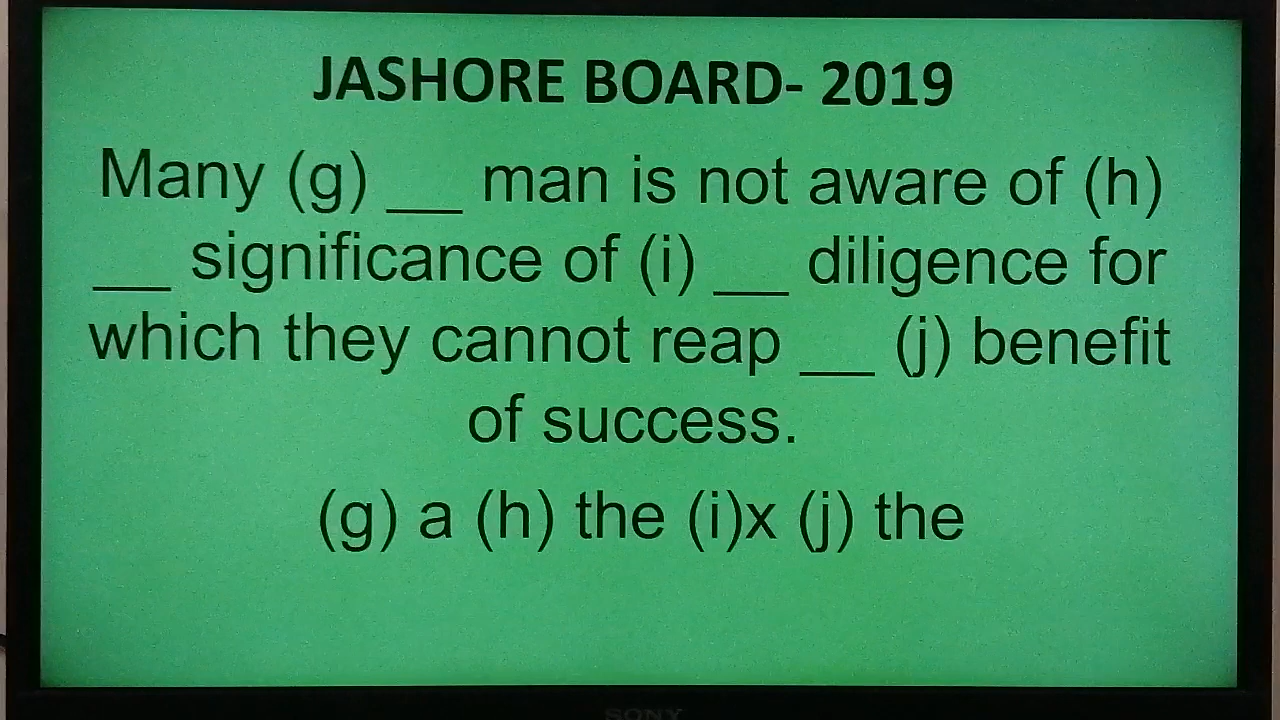 JASHORE BOARD- 2019
Many (g) __ man is not aware of (h)
__ significance of (i) __ diligence for
which they cannot reap __ (j) benefit
of success.
(g) a (h) the (i)x (j) the
SONY